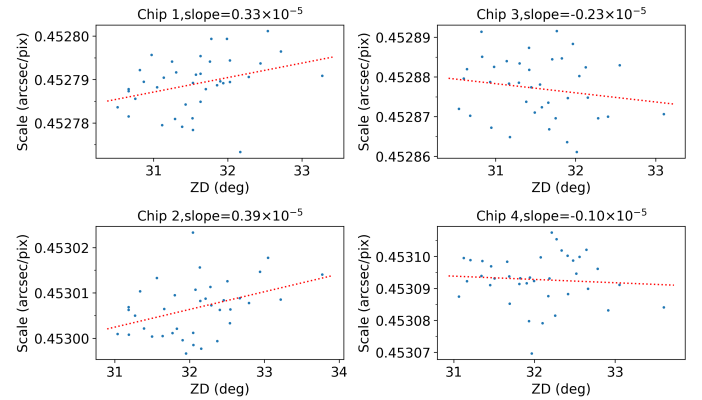 Chip 1,slope=0.33×10⁻⁵
Scale (arcsec/pix)
0.45280
0.45279
0.45278
31 32 33
ZD (deg)
Chip 3,slope=-0.23×10⁻⁵
Scale (arcsec/pix)
0.45289
0.45288
0.45287
0.45286
31 32 33
ZD (deg)
Chip 2,slope=0.39×10⁻⁵
Scale (arcsec/pix)
0.45302
0.45301
0.45300
31 32 33 34
ZD (deg)
Chip 4,slope=-0.10×10⁻⁵
Scale (arcsec/pix)
0.45310
0.45309
0.45308
0.45307
31 32 33
ZD (deg)